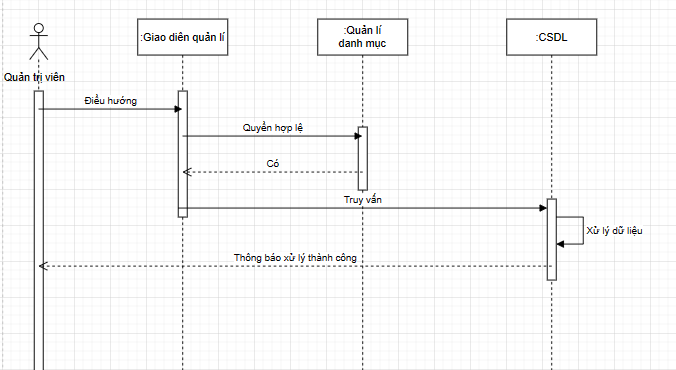 :Giao diên quản lí
:Quản lí
danh mục
:CSDL
Quản trị viên
Điều hướng
Quyền hợp lệ
Có
Truy vấn
Xử lý dữ liệu
Thông báo xử lý thành công